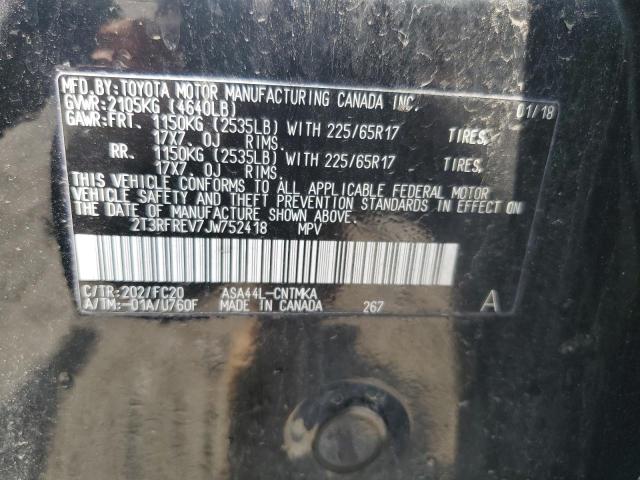 MFD.BY:TOYOTA MOTOR MANUFACTURING CANADA INC. 01/18
GVWR:2105KG (4640LB)
GAWR:FRT. 1150KG (2535LB) WITH 225/65R17 TIRES,
17X7. 0J RIMS.
RR. 1150KG (2535LB) WITH 225/65R17 TIRES,
17X7. 0J RIMS.
THIS VEHICLE CONFORMS TO ALL APPLICABLE FEDERAL MOTOR
VEHICLE SAFETY AND THEFT PREVENTION STANDARDS IN EFFECT ON
THE DATE OF MANUFACTURE SHOWN ABOVE.
2T3RFREV7JW752418 MPV
C/TR:202/FC20 ASA44L-CNTMKA
A/TM:-01A/U760F MADE IN CANADA 267 A